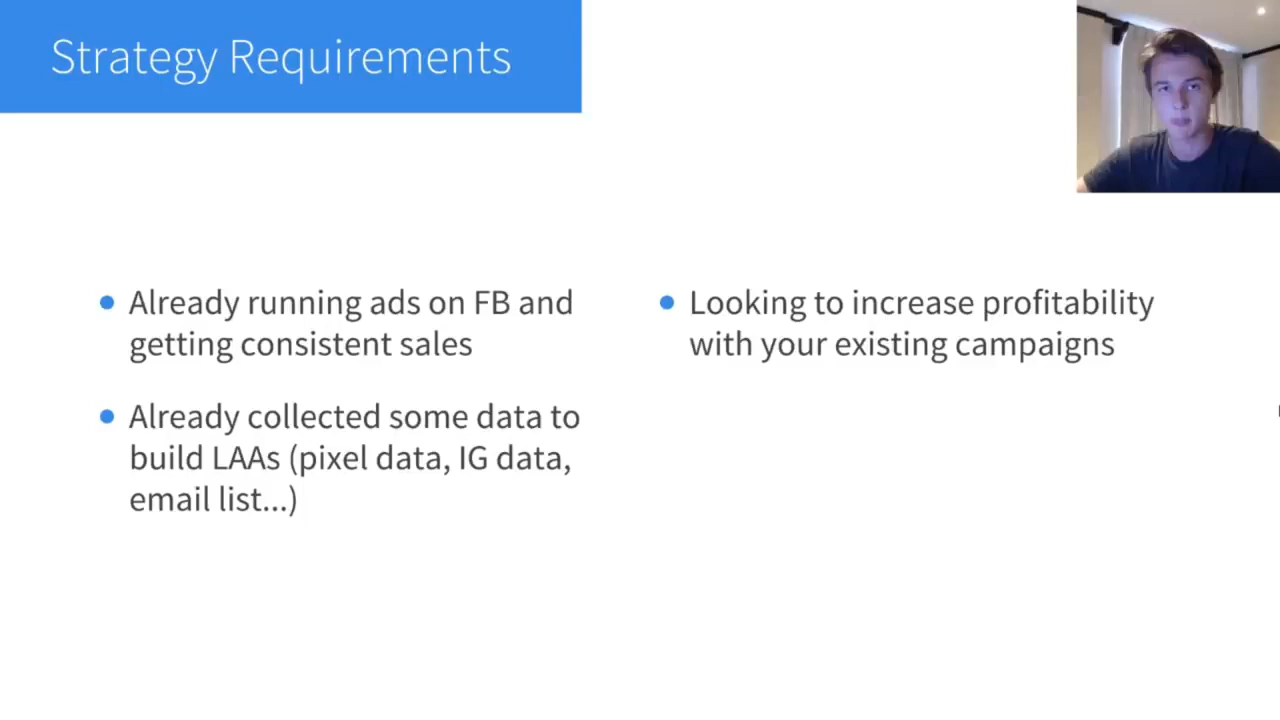 Strategy Requirements
● Already running ads on FB and
getting consistent sales
● Already collected some data to
build LAAs (pixel data, IG data,
email list...)
● Looking to increase profitability
with your existing campaigns